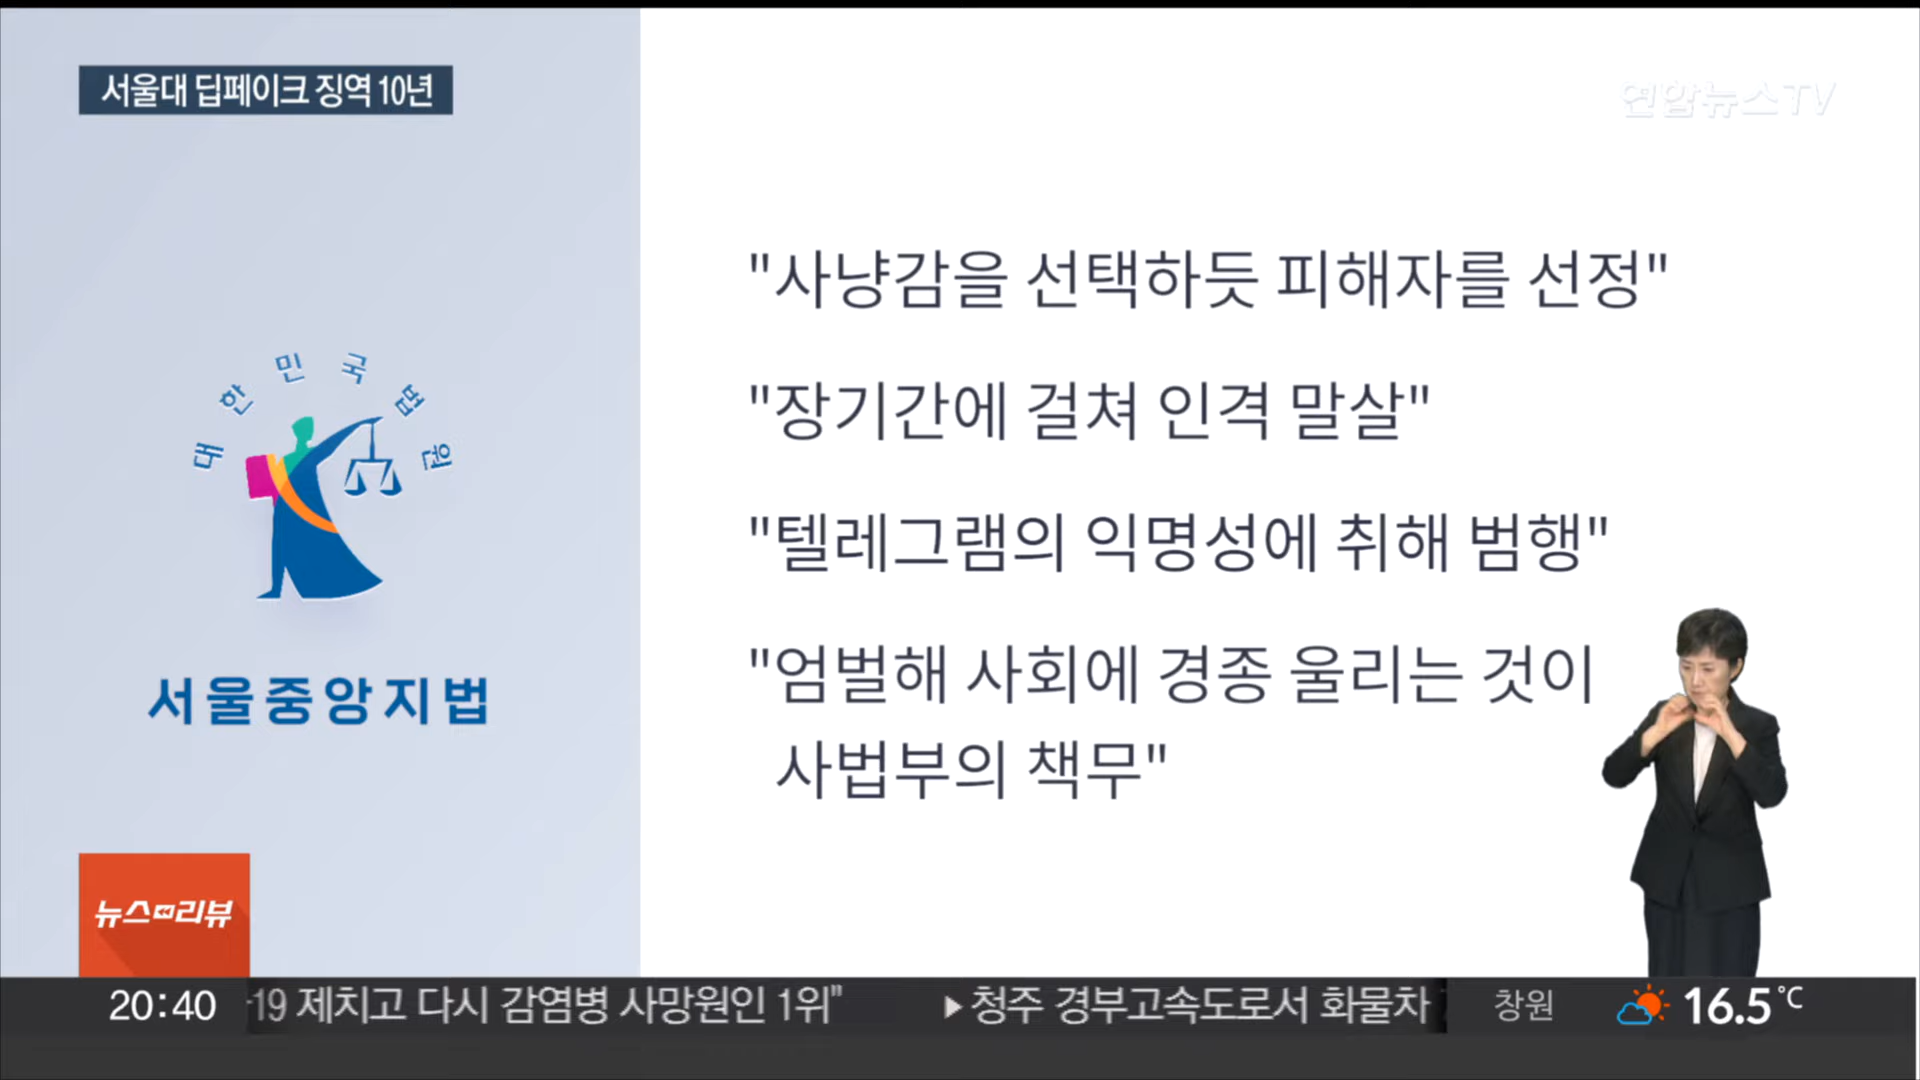 서울대 딥페이크 징역 10년
연합뉴스TV
"사냥감을 선택하듯 피해자를 선정"
"장기간에 걸쳐 인격 말살"
"텔레그램의 익명성에 취해 범행"
"엄벌해 사회에 경종 울리는 것이
사법부의 책무"
대한민국법원
서울중앙지법
뉴스리뷰
20:40
-19 제치고 다시 감염병 사망원인 1위"
▶청주 경부고속도로서 화물차
창원
16.5℃